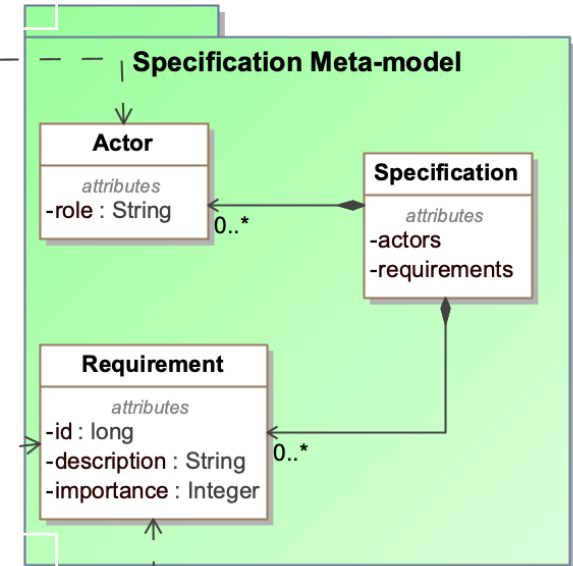 Specification Meta-model
Actor
attributes
-role : String
0..*
Specification
attributes
-actors
-requirements
Requirement
attributes
-id : long
-description : String
-importance : Integer
0..*